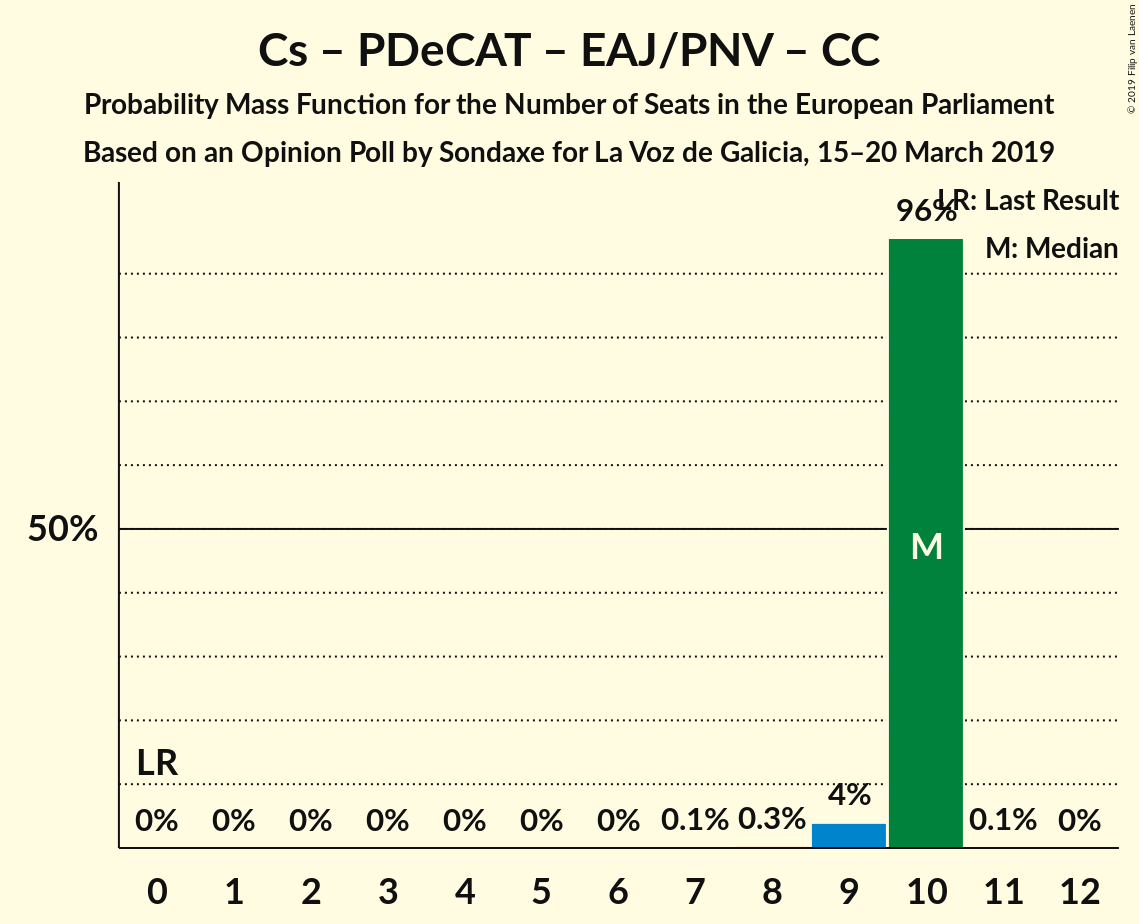 Cs – PDeCAT – EAJ/PNV – CC
Probability Mass Function for the Number of Seats in the European Parliament
Based on an Opinion Poll by Sondaxe for La Voz de Galicia, 15–20 March 2019
© 2019 Filip van Laenen
LR: Last Result
M: Median
96%
50%
M
LR
0% 0% 0% 0% 0% 0% 0% 0.1% 0.3% 4% 0.1% 0%
0 1 2 3 4 5 6 7 8 9 10 11 12